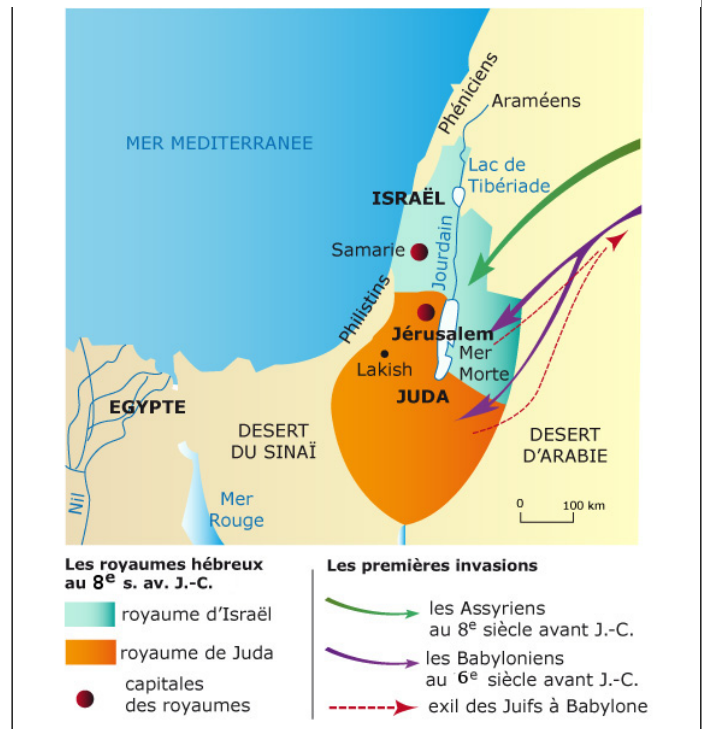 Phéniciens
Araméens
MER MEDITERRANEE
Lac de
Tibériade
ISRAËL
Samarie
Jourdain
Philistins
Jérusalem
Lakish
Mer
Morte
JUDA
EGYPTE
DESERT
DU SINAÏ
DESERT
D'ARABIE
Nil
Mer
Rouge
0 100 km
Les royaumes hébreux
au 8e s. av. J.-C.
royaume d'Israël
royaume de Juda
capitales
des royaumes
Les premières invasions
les Assyriens
au 8e siècle avant J.-C.
les Babyloniens
au 6e siècle avant J.-C.
exil des Juifs à Babylone